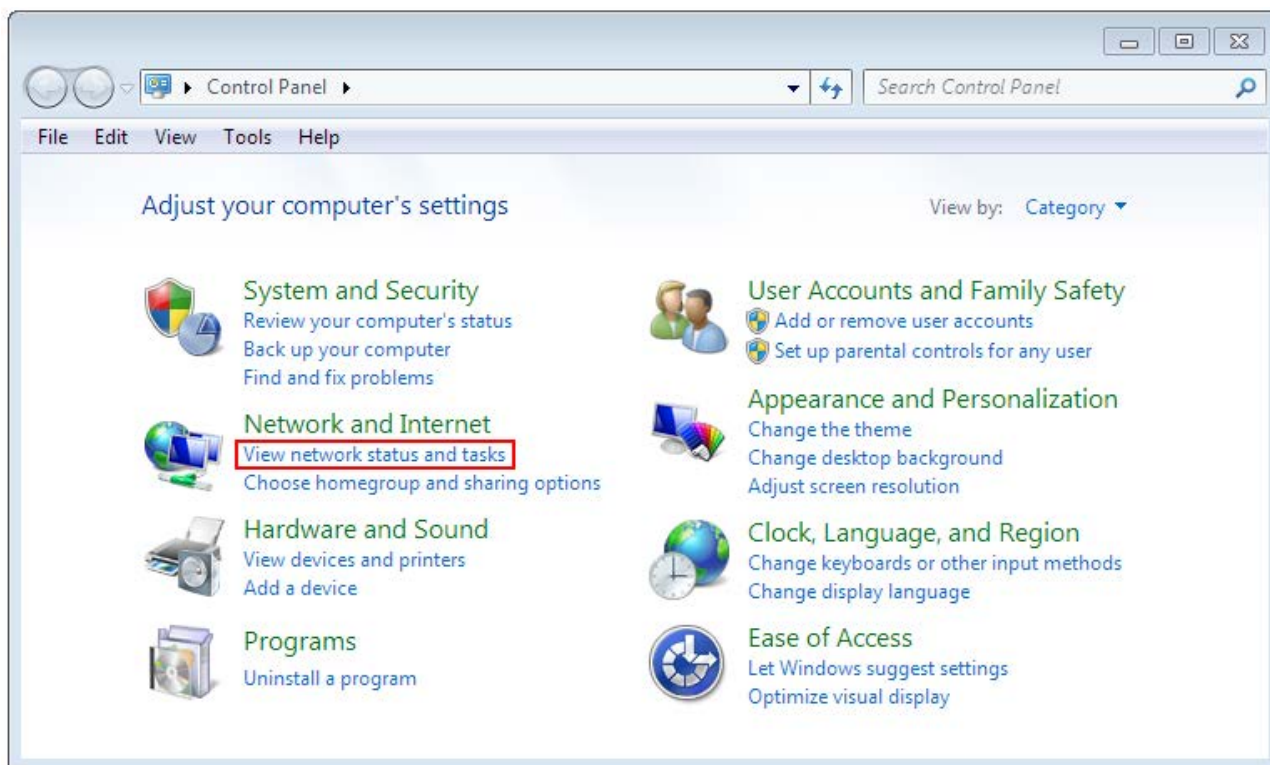 Control Panel
Search Control Panel
File Edit View Tools Help
Adjust your computer's settings
View by: Category
System and Security
Review your computer's status
Back up your computer
Find and fix problems
Network and Internet
View network status and tasks
Choose homegroup and sharing options
Hardware and Sound
View devices and printers
Add a device
Programs
Uninstall a program
User Accounts and Family Safety
Add or remove user accounts
Set up parental controls for any user
Appearance and Personalization
Change the theme
Change desktop background
Adjust screen resolution
Clock, Language, and Region
Change keyboards or other input methods
Change display language
Ease of Access
Let Windows suggest settings
Optimize visual display